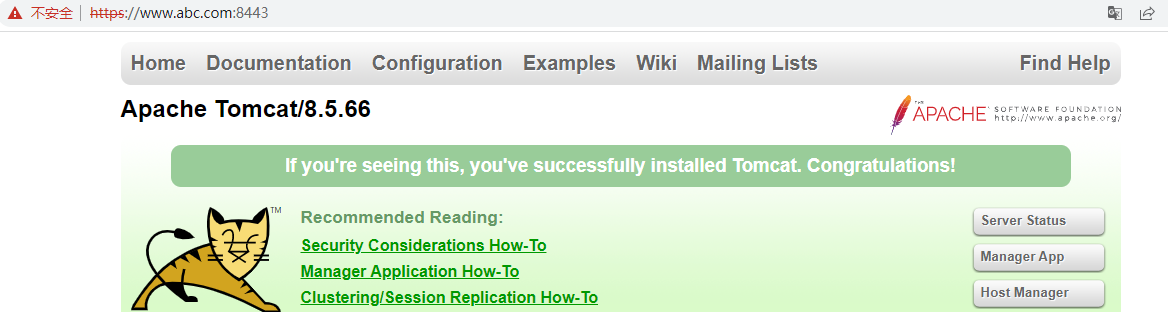 不安全 | https://www.abc.com:8443
Home Documentation Configuration Examples Wiki Mailing Lists Find Help
Apache Tomcat/8.5.66
THE APACHE® SOFTWARE FOUNDATION
http://www.apache.org/
If you're seeing this, you've successfully installed Tomcat. Congratulations!
TM
Recommended Reading:
Security Considerations How-To
Manager Application How-To
Clustering/Session Replication How-To
Server Status
Manager App
Host Manager